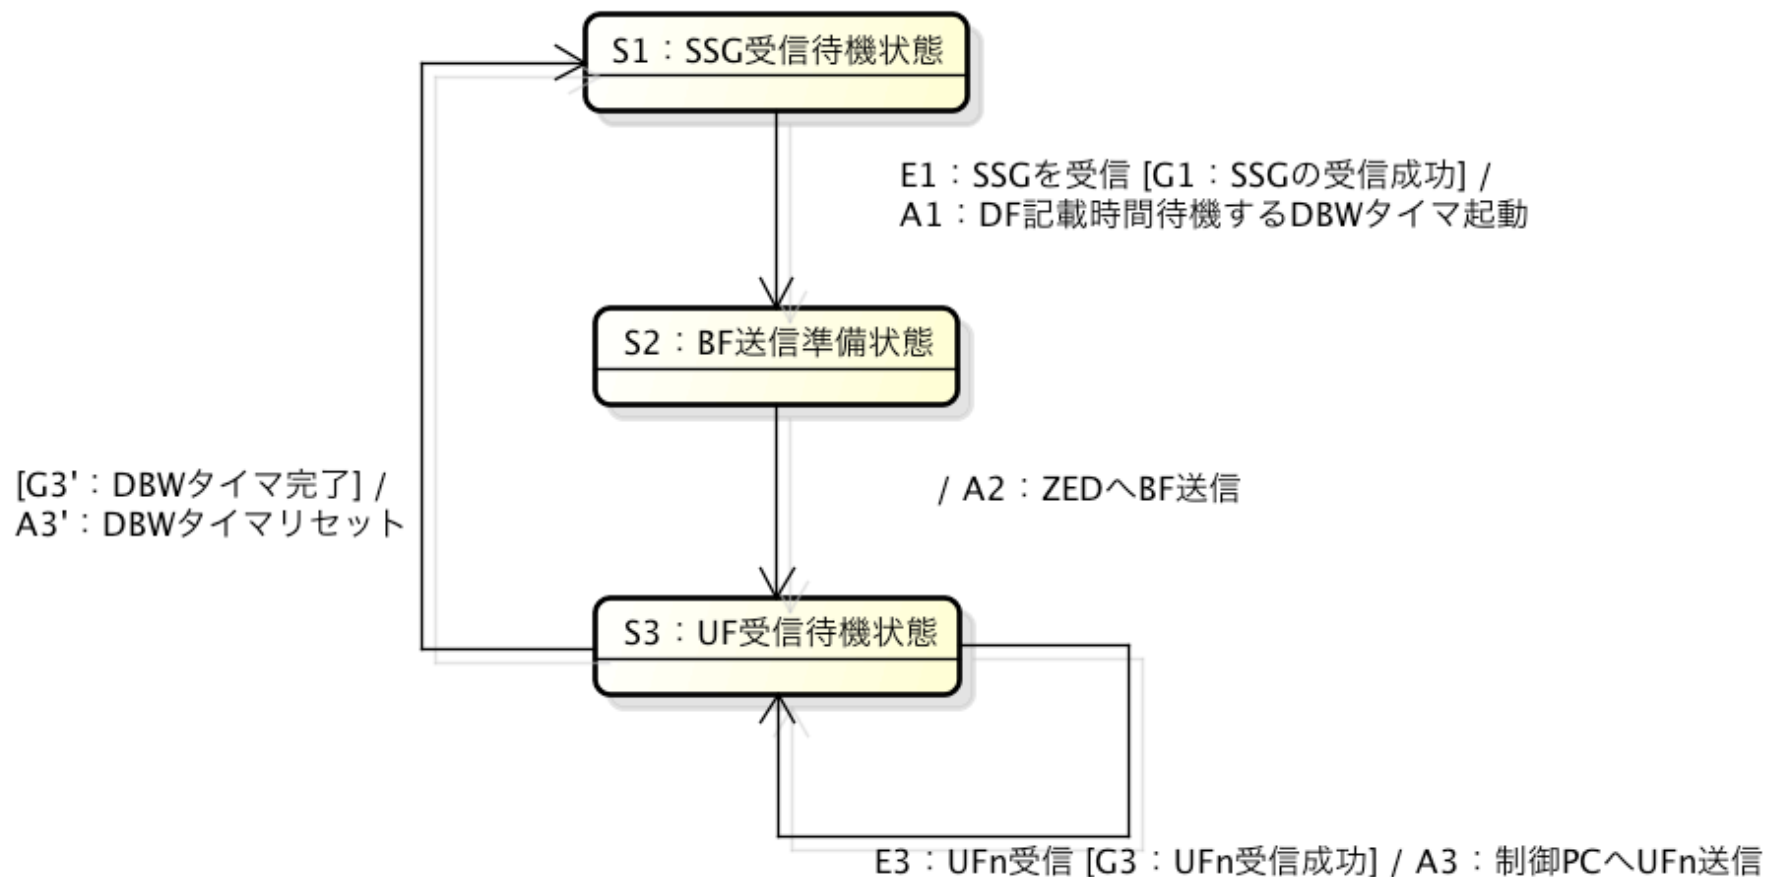 S1：SSG受信待機状態
E1：SSGを受信 [G1：SSGの受信成功] /
A1：DF記載時間待機するDBWタイマ起動
S2：BF送信準備状態
[G3'：DBWタイマ完了] /
A3'：DBWタイマリセット
/ A2：ZEDへBF送信
S3：UF受信待機状態
E3：UFn受信 [G3：UFn受信成功] / A3：制御PCへUFn送信